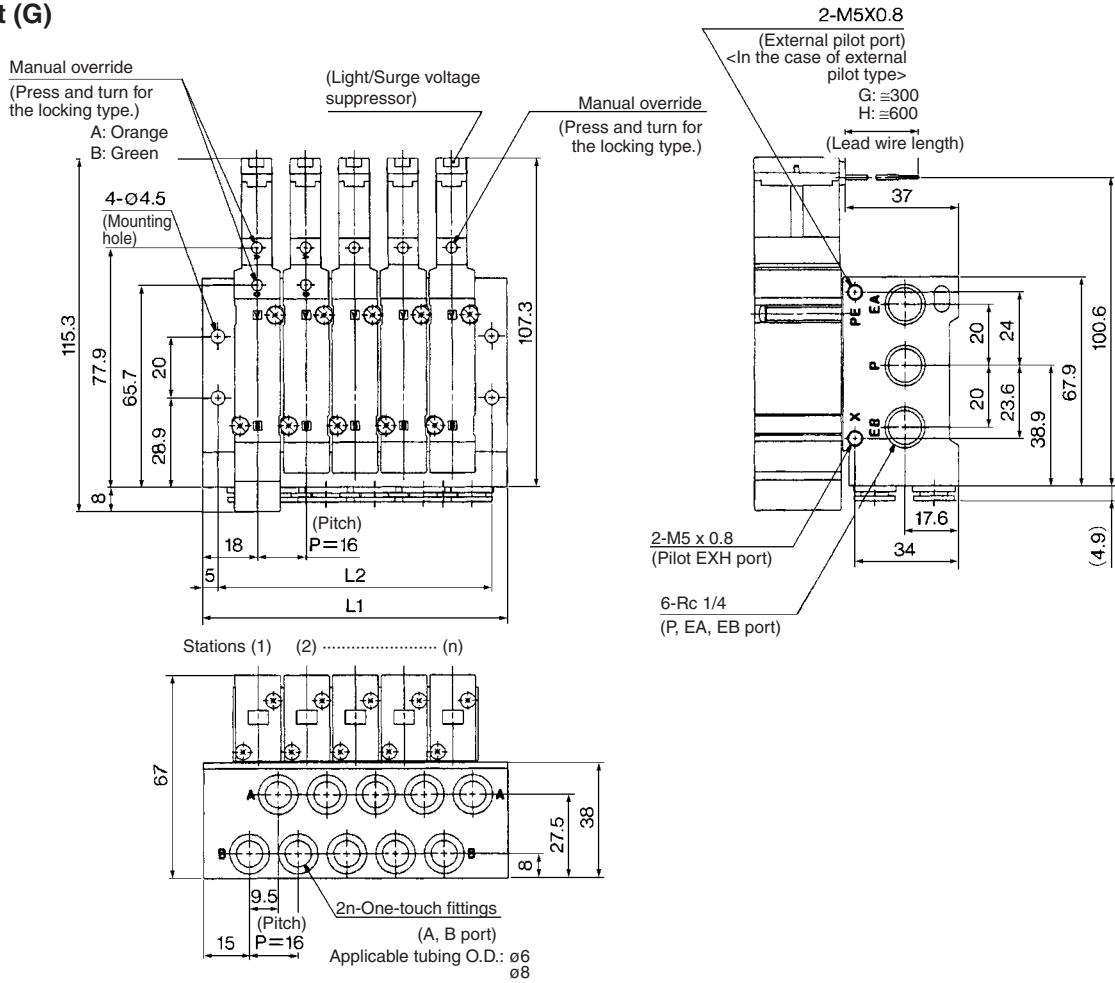 t (G)
Manual override
(Press and turn for
the locking type.)
A: Orange
B: Green
(Light/Surge voltage
suppressor)
Manual override
(Press and turn for
the locking type.)
4-Ø4.5
(Mounting
hole)
115.3
77.9
65.7
20
28.9
8
107.3
18
(Pitch)
P=16
5
L2
L1
2-M5X0.8
(External pilot port)
<In the case of external
pilot type>
G: ≅300
H: ≅600
(Lead wire length)
37
PE
EA
P
X
EB
20
24
20
23.6
38.9
67.9
100.6
17.6
34
(4.9)
2-M5 x 0.8
(Pilot EXH port)
6-Rc 1/4
(P, EA, EB port)
Stations (1) (2) ........................ (n)
67
A
A
B
B
27.5
38
8
9.5
(Pitch)
15
P=16
2n-One-touch fittings
(A, B port)
Applicable tubing O.D.: ø6
ø8